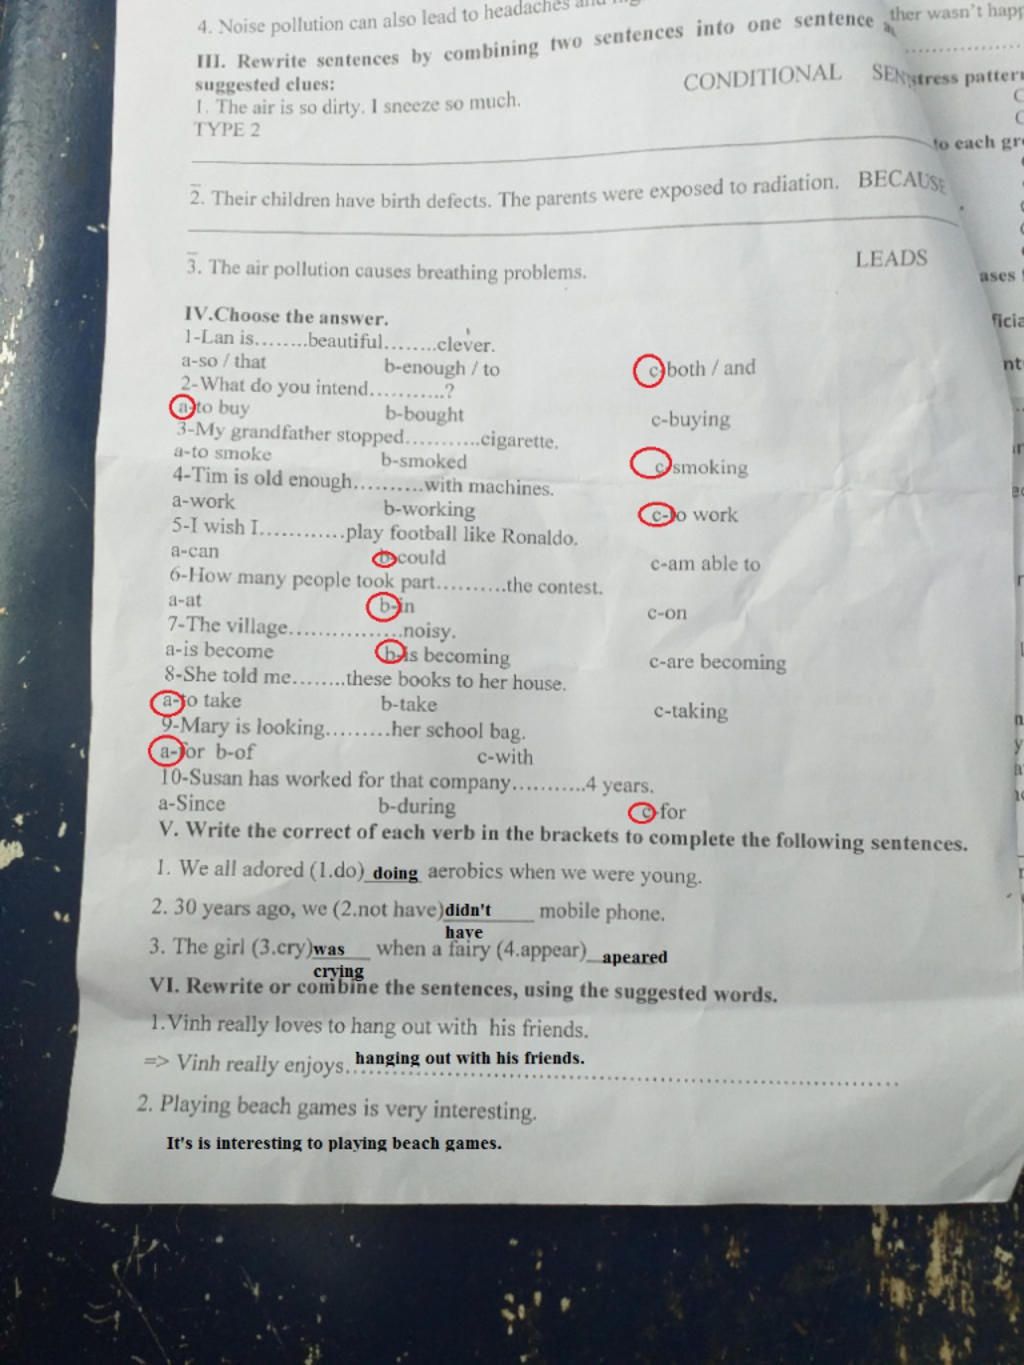 4. Noise pollution can also lead to headaches and
ther wasn't happ
III. Rewrite sentences by combining two sentences into one sentence
suggested clues:
CONDITIONAL SEN
stress pattern
1. The air is so dirty. I sneeze so much.
TYPE 2
to each gr
2. Their children have birth defects. The parents were exposed to radiation. BECAUSE
3. The air pollution causes breathing problems. LEADS
ases
IV.Choose the answer.
ficia
1-Lan is........beautiful........clever.
a-so / that b-enough / to c-both / and
nt
2-What do you intend...........?
a-to buy b-bought c-buying
3-My grandfather stopped...........cigarette.
a-to smoke b-smoked c-smoking
4-Tim is old enough..........with machines.
a-work b-working c-to work
5-I wish I............play football like Ronaldo.
a-can b-could c-am able to
6-How many people took part..........the contest.
a-at b-in c-on
7-The village................noisy.
a-is become b-is becoming c-are becoming
8-She told me........these books to her house.
a-to take b-take c-taking
9-Mary is looking.........her school bag.
a-for b-of c-with
10-Susan has worked for that company...........4 years.
a-Since b-during c-for
V. Write the correct of each verb in the brackets to complete the following sentences.
1. We all adored (1.do) doing aerobics when we were young.
2. 30 years ago, we (2.not have) didn't mobile phone.
have
3. The girl (3.cry) was when a fairy (4.appear) apeared
crying
VI. Rewrite or combine the sentences, using the suggested words.
1.Vinh really loves to hang out with his friends.
=> Vinh really enjoys. hanging out with his friends.
2. Playing beach games is very interesting.
It's is interesting to playing beach games.